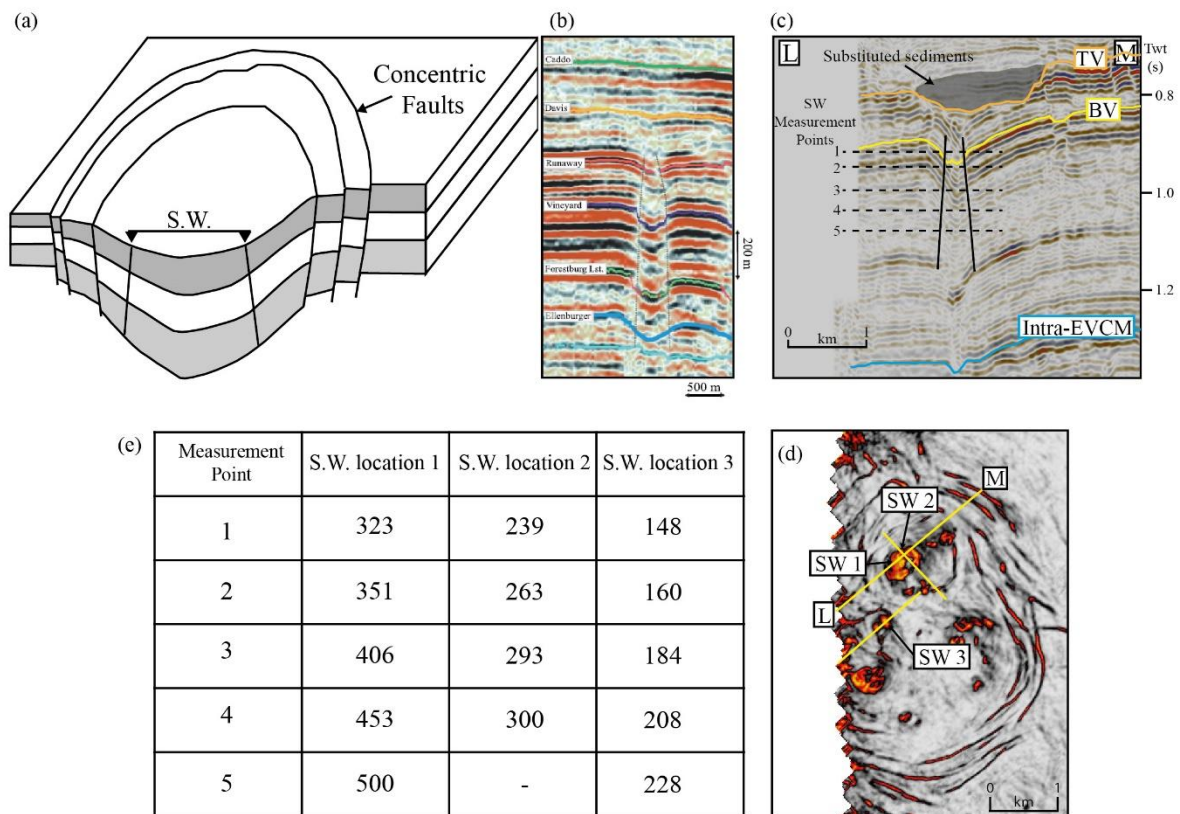 (a)
Concentric
Faults
S.W.
(b)
Caddo
Davis
Runaway
Vineyard
200 m
Forestburg Lst.
Ellenburger
500 m
(c)
L
Substituted sediments
TV
M
Twt
(s)
0.8
BV
SW
Measurement
Points
1
2
3
4
5
1.0
1.2
0 1
km
Intra-EVCM
(e)
Measurement Point S.W. location 1 S.W. location 2 S.W. location 3
1 323 239 148
2 351 263 160
3 406 293 184
4 453 300 208
5 500 - 228
(d)
M
SW 2
SW 1
L
SW 3
0 1
km